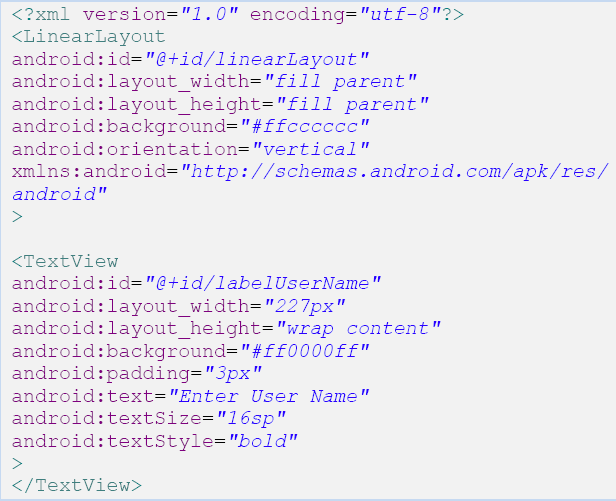 <?xml version="1.0" encoding="utf-8"?>
<LinearLayout
android:id="@+id/linearLayout"
android:layout_width="fill parent"
android:layout_height="fill parent"
android:background="#ffcccccc"
android:orientation="vertical"
xmlns:android="http://schemas.android.com/apk/res/
android"
>
<TextView
android:id="@+id/labelUserName"
android:layout_width="227px"
android:layout_height="wrap content"
android:background="#ff0000ff"
android:padding="3px"
android:text="Enter User Name"
android:textSize="16sp"
android:textStyle="bold"
>
</TextView>